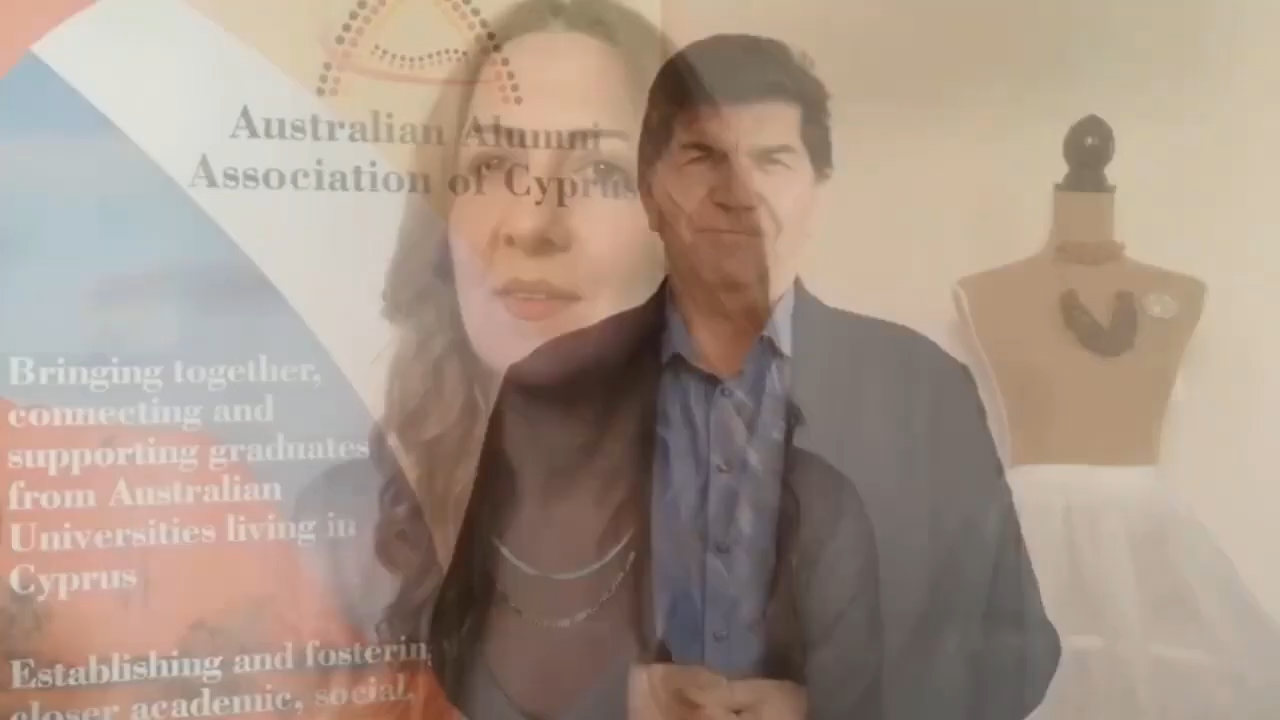 Australian Alumni
Association of Cyprus
Bringing together,
connecting and
supporting graduates
from Australian
Universities living in
Cyprus
Establishing and fostering
closer academic, social,